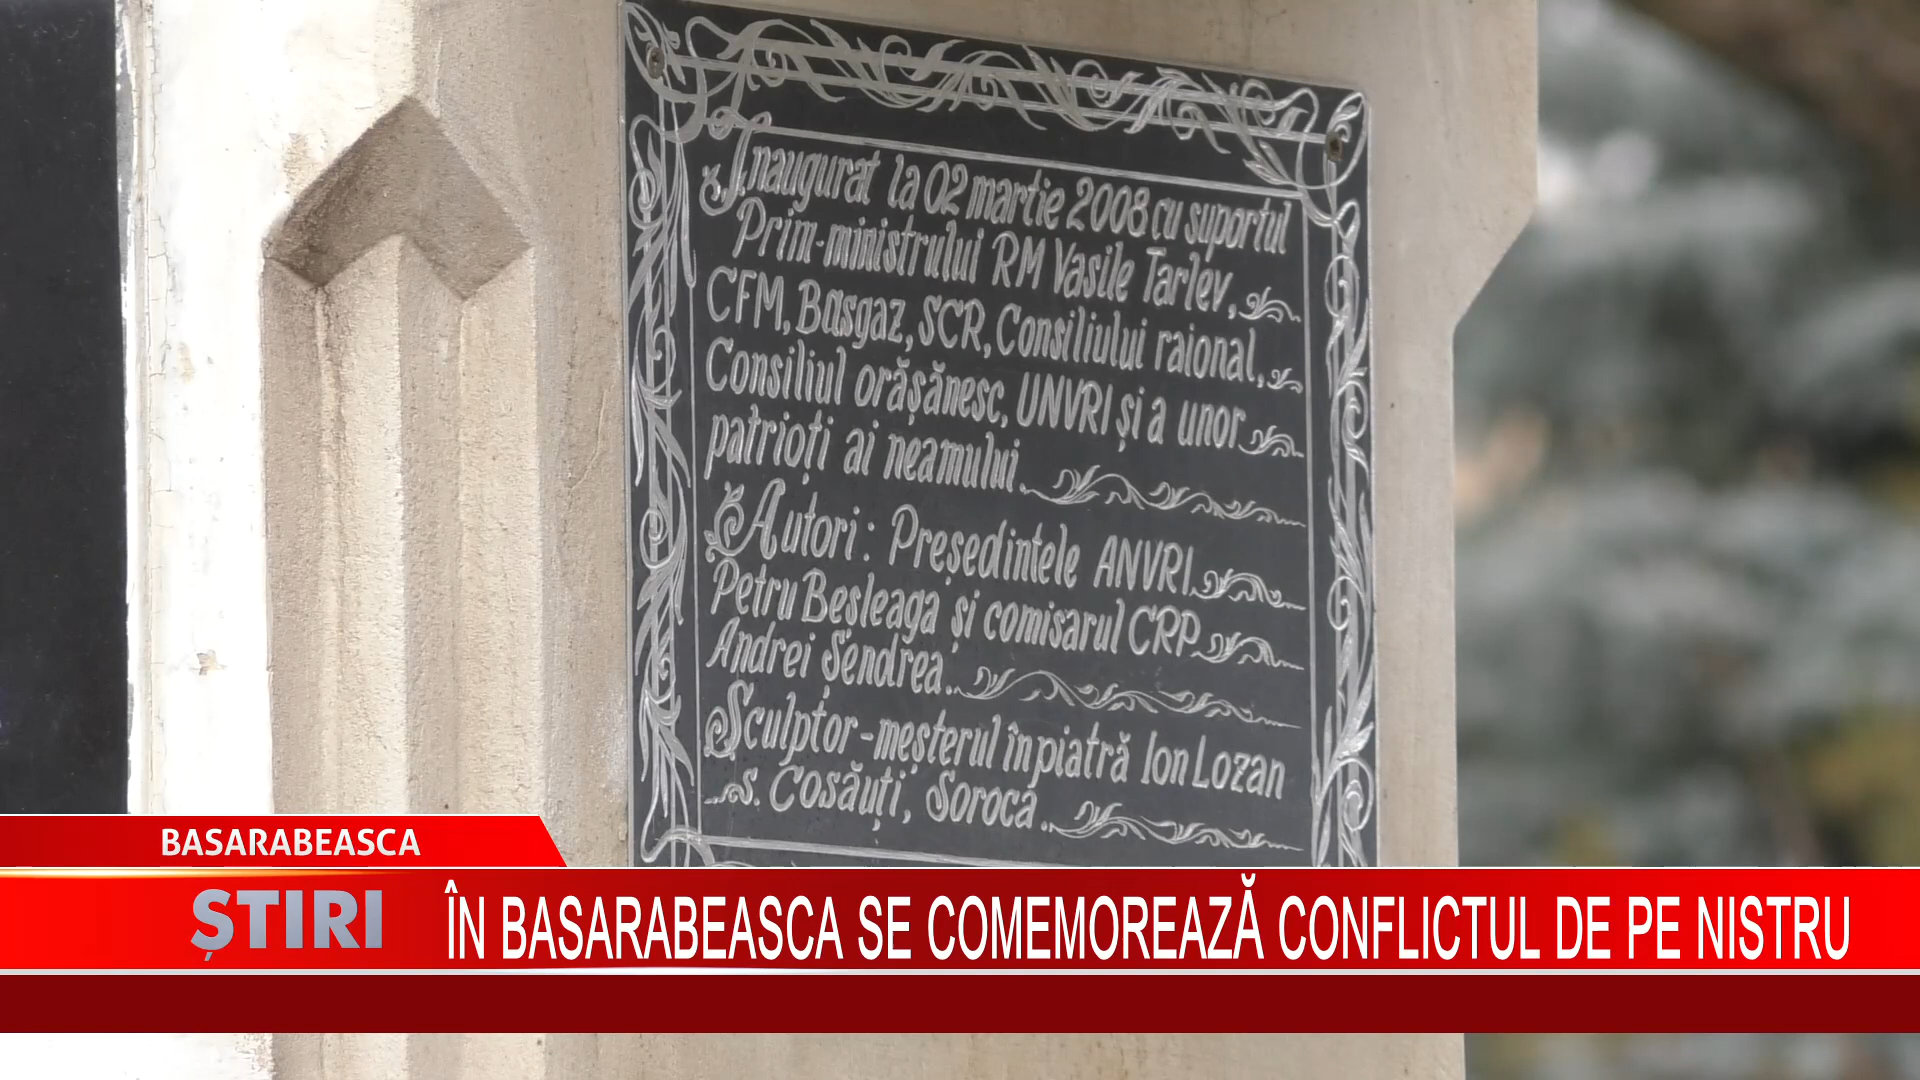 Inaugurat la 02 martie 2008 cu suportul
Prim-ministrului RM Vasile Tarlev,
CFM, Basgaz, SCR, Consiliului raional,
Consiliul orășănesc, UNVRI și a unor
patrioți ai neamului.
Autori: Președintele ANVRI
Petru Besleaga și comisarul CRP
Andrei Sendrea.
Sculptor-meșterul în piatră Ion Lozan
s. Cosăuți, Soroca.
BASARABEASCA
ȘTIRI
ÎN BASARABEASCA SE COMEMOREAZĂ CONFLICTUL DE PE NISTRU